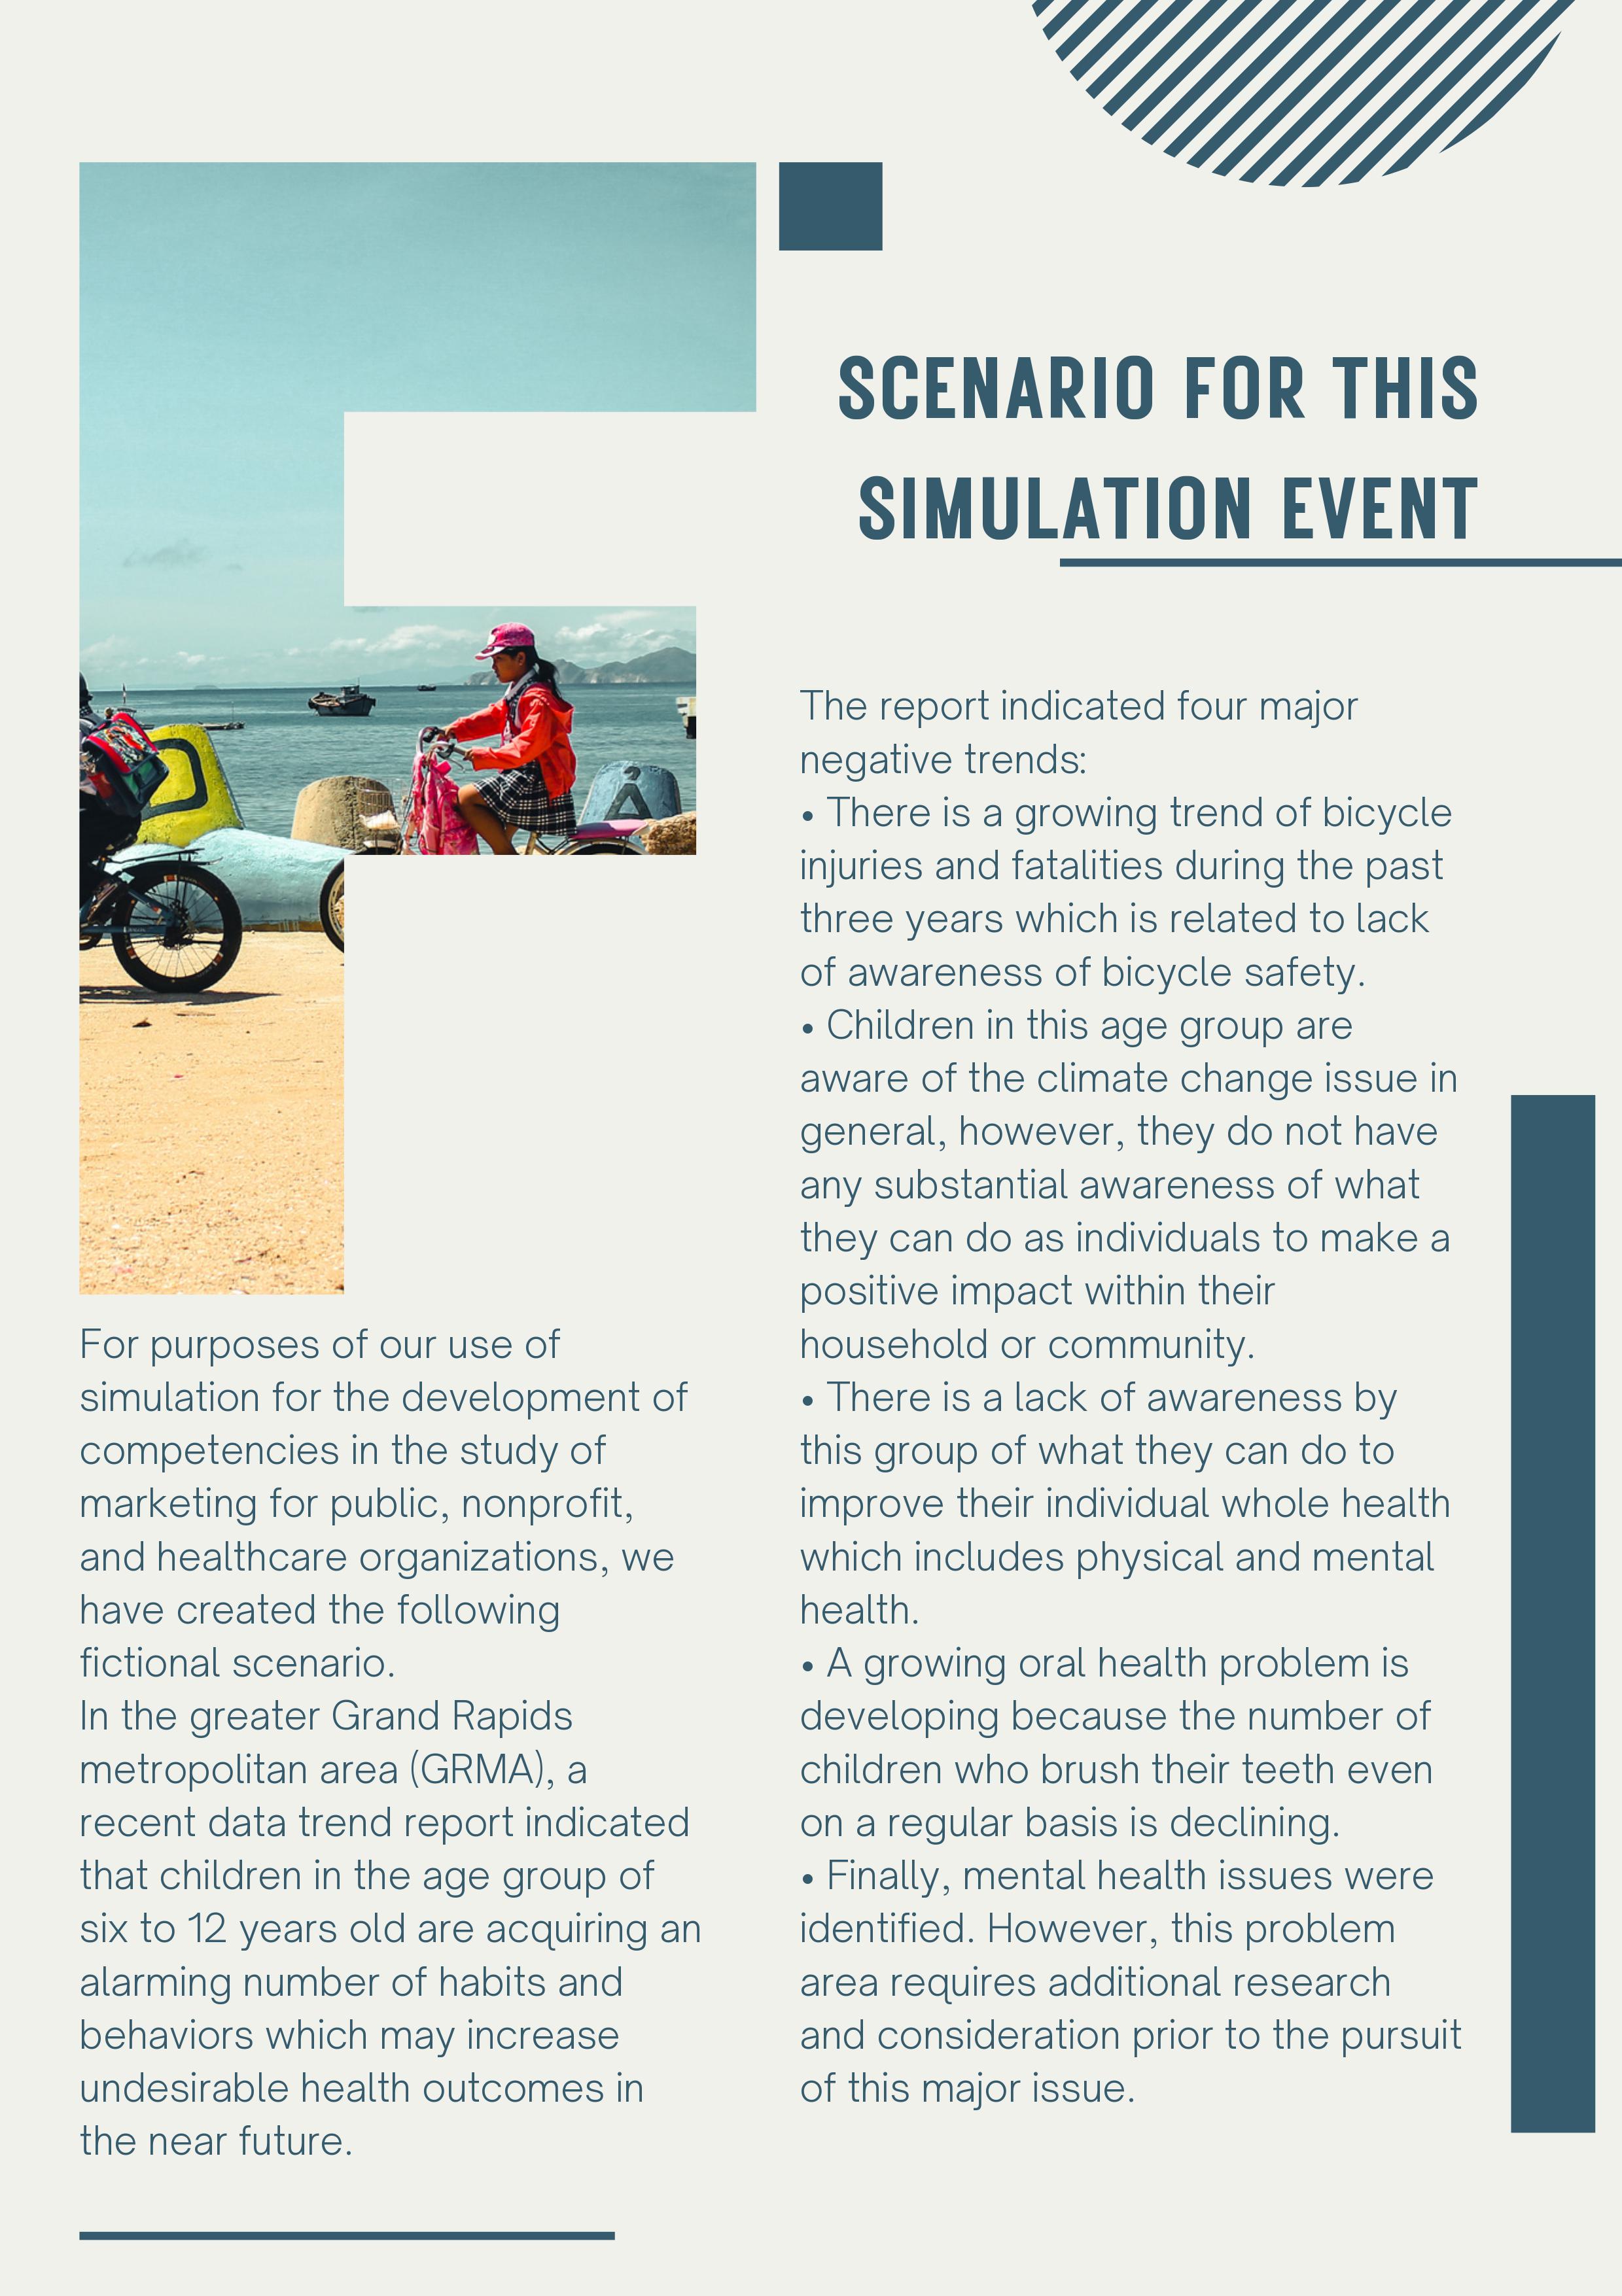 SCENARIO FOR THIS
SIMULATION EVENT
For purposes of our use of
simulation for the development of
competencies in the study of
marketing for public, nonprofit,
and healthcare organizations, we
have created the following
fictional scenario.
In the greater Grand Rapids
metropolitan area (GRMA), a
recent data trend report indicated
that children in the age group of
six to 12 years old are acquiring an
alarming number of habits and
behaviors which may increase
undesirable health outcomes in
the near future.
The report indicated four major
negative trends:
• There is a growing trend of bicycle
injuries and fatalities during the past
three years which is related to lack
of awareness of bicycle safety.
• Children in this age group are
aware of the climate change issue in
general, however, they do not have
any substantial awareness of what
they can do as individuals to make a
positive impact within their
household or community.
• There is a lack of awareness by
this group of what they can do to
improve their individual whole health
which includes physical and mental
health.
• A growing oral health problem is
developing because the number of
children who brush their teeth even
on a regular basis is declining.
• Finally, mental health issues were
identified. However, this problem
area requires additional research
and consideration prior to the pursuit
of this major issue.